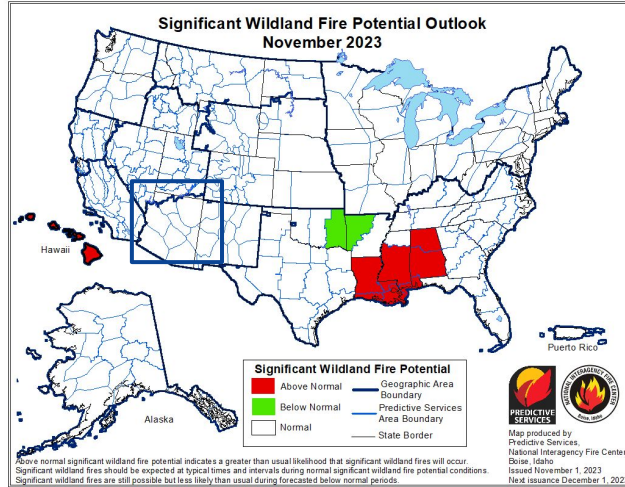 Significant Wildland Fire Potential Outlook
November 2023
Hawaii
Alaska
Puerto Rico
Significant Wildland Fire Potential
Above Normal
Below Normal
Normal
Geographic Area
Boundary
Predictive Services
Area Boundary
State Border
PREDICTIVE
SERVICES
NATIONAL INTERAGENCY FIRE CENTER
Boise, Idaho
Map produced by
Predictive Services,
National Interagency Fire Center
Boise, Idaho
Issued November 1, 2023
Next issuance December 1, 202
Above normal significant wildland fire potential indicates a greater than usual likelihood that significant wildland fires will occur.
Significant wildland fires should be expected at typical times and intervals during normal significant wildland fire potential conditions.
Significant wildland fires are still possible but less likely than usual during forecasted below normal periods.